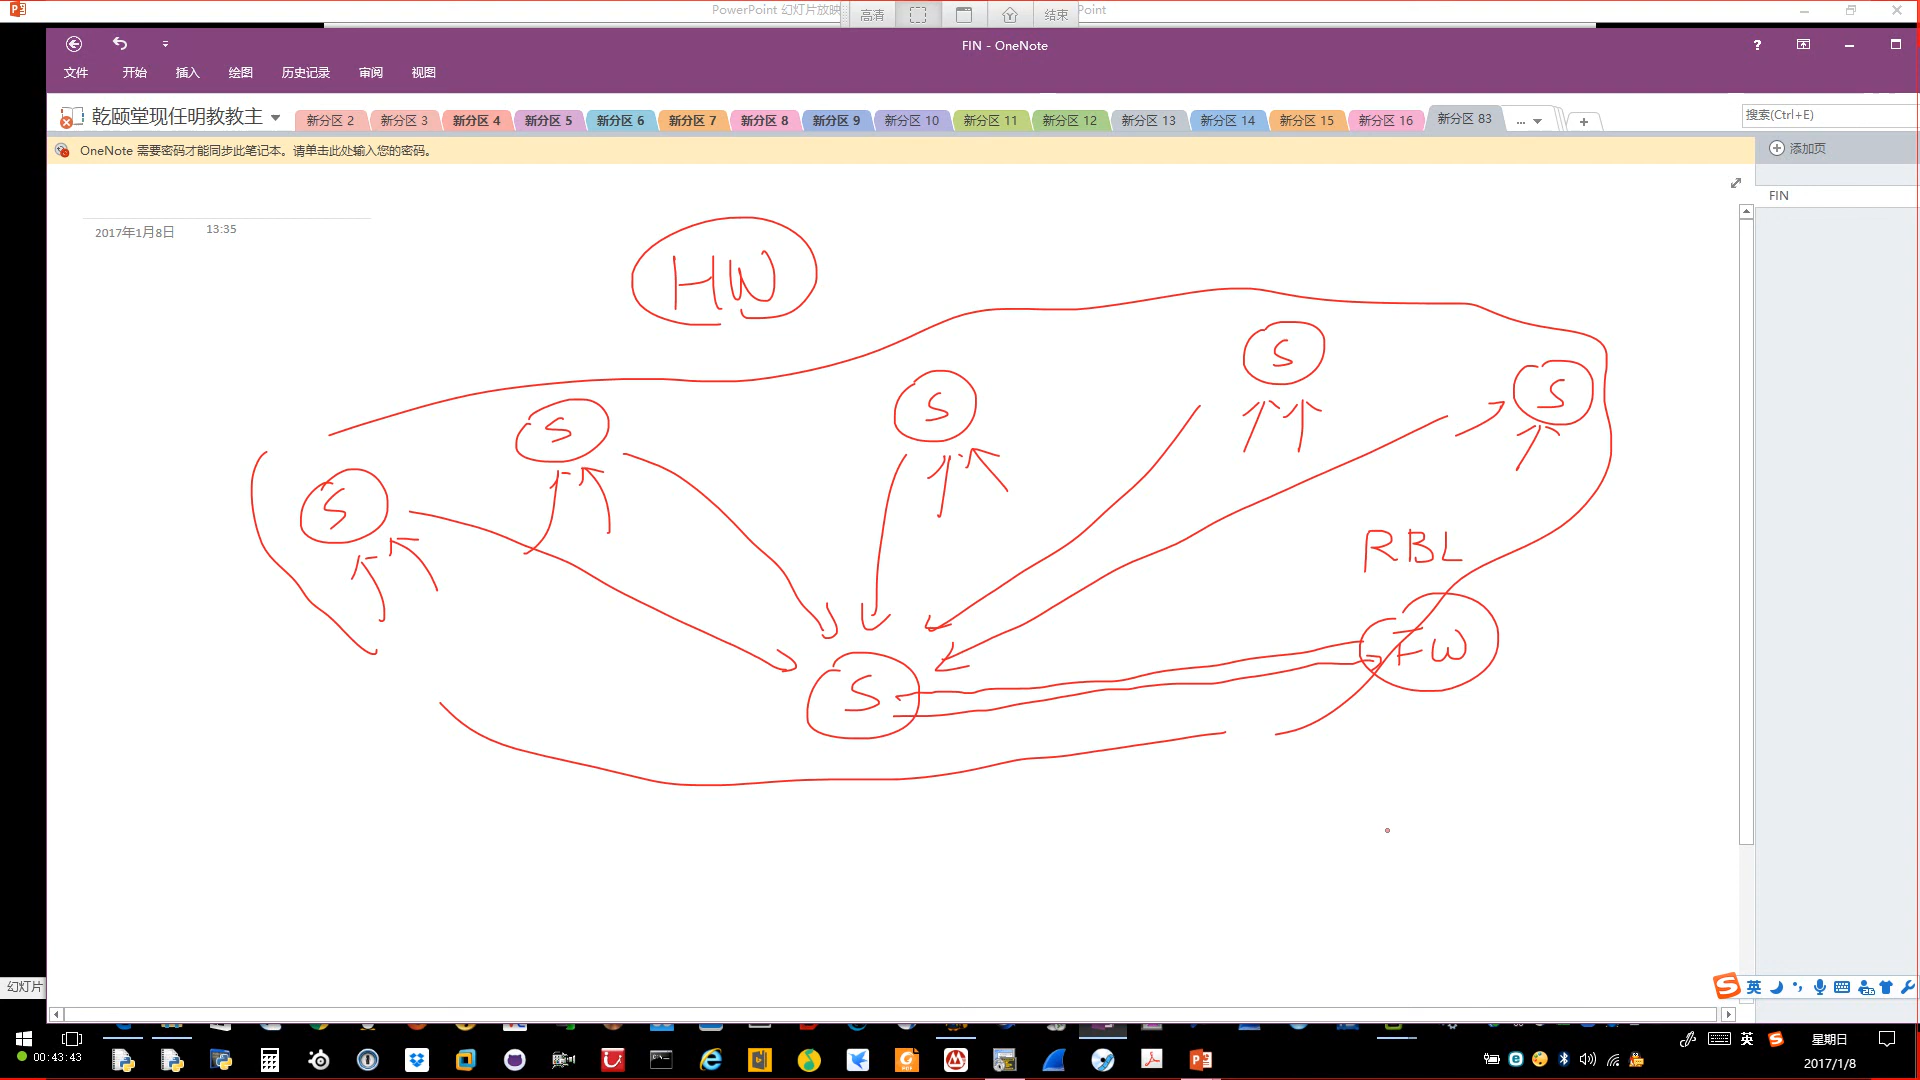 PowerPoint 幻灯片放映
高清
结束
Point
FIN - OneNote
文件 开始 插入 绘图 历史记录 审阅 视图
乾颐堂现任明教教主
新分区 2 新分区 3 新分区 4 新分区 5 新分区 6 新分区 7 新分区 8 新分区 9 新分区 10 新分区 11 新分区 12 新分区 13 新分区 14 新分区 15 新分区 16 新分区 83 ...
搜索(Ctrl+E)
OneNote 需要密码才能同步此笔记本。请单击此处输入您的密码。
添加页
FIN
2017年1月8日 13:35
HW
S
S
S
S
S
RBL
FW
S
幻灯片
英
00:43:43
英
星期日
2017/1/8